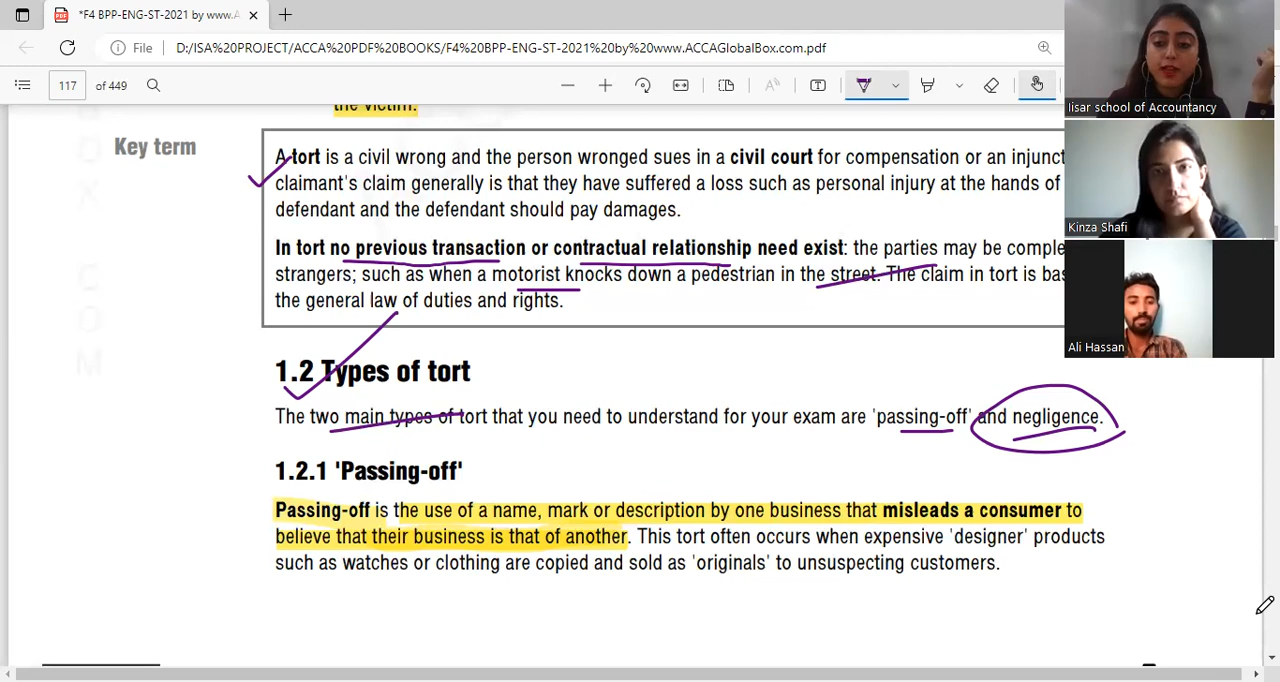 *F4 BPP-ENG-ST-2021 by www.A
File
D:/ISA%20PROJECT/ACCA%20PDF%20BOOKS/F4%20BPP-ENG-ST-2021%20by%20www.ACCAGlobalBox.com.pdf
117 of 449
the victim.
Key term
A tort is a civil wrong and the person wronged sues in a civil court for compensation or an injunct
claimant's claim generally is that they have suffered a loss such as personal injury at the hands of
defendant and the defendant should pay damages.
In tort no previous transaction or contractual relationship need exist: the parties may be comple
strangers; such as when a motorist knocks down a pedestrian in the street. The claim in tort is bas
the general law of duties and rights.
1.2 Types of tort
The two main types of tort that you need to understand for your exam are 'passing-off' and negligence.
1.2.1 'Passing-off'
Passing-off is the use of a name, mark or description by one business that misleads a consumer to
believe that their business is that of another. This tort often occurs when expensive 'designer' products
such as watches or clothing are copied and sold as 'originals' to unsuspecting customers.
O
X
C
O
M
lisar school of Accountancy
Kinza Shafi
Ali Hassan